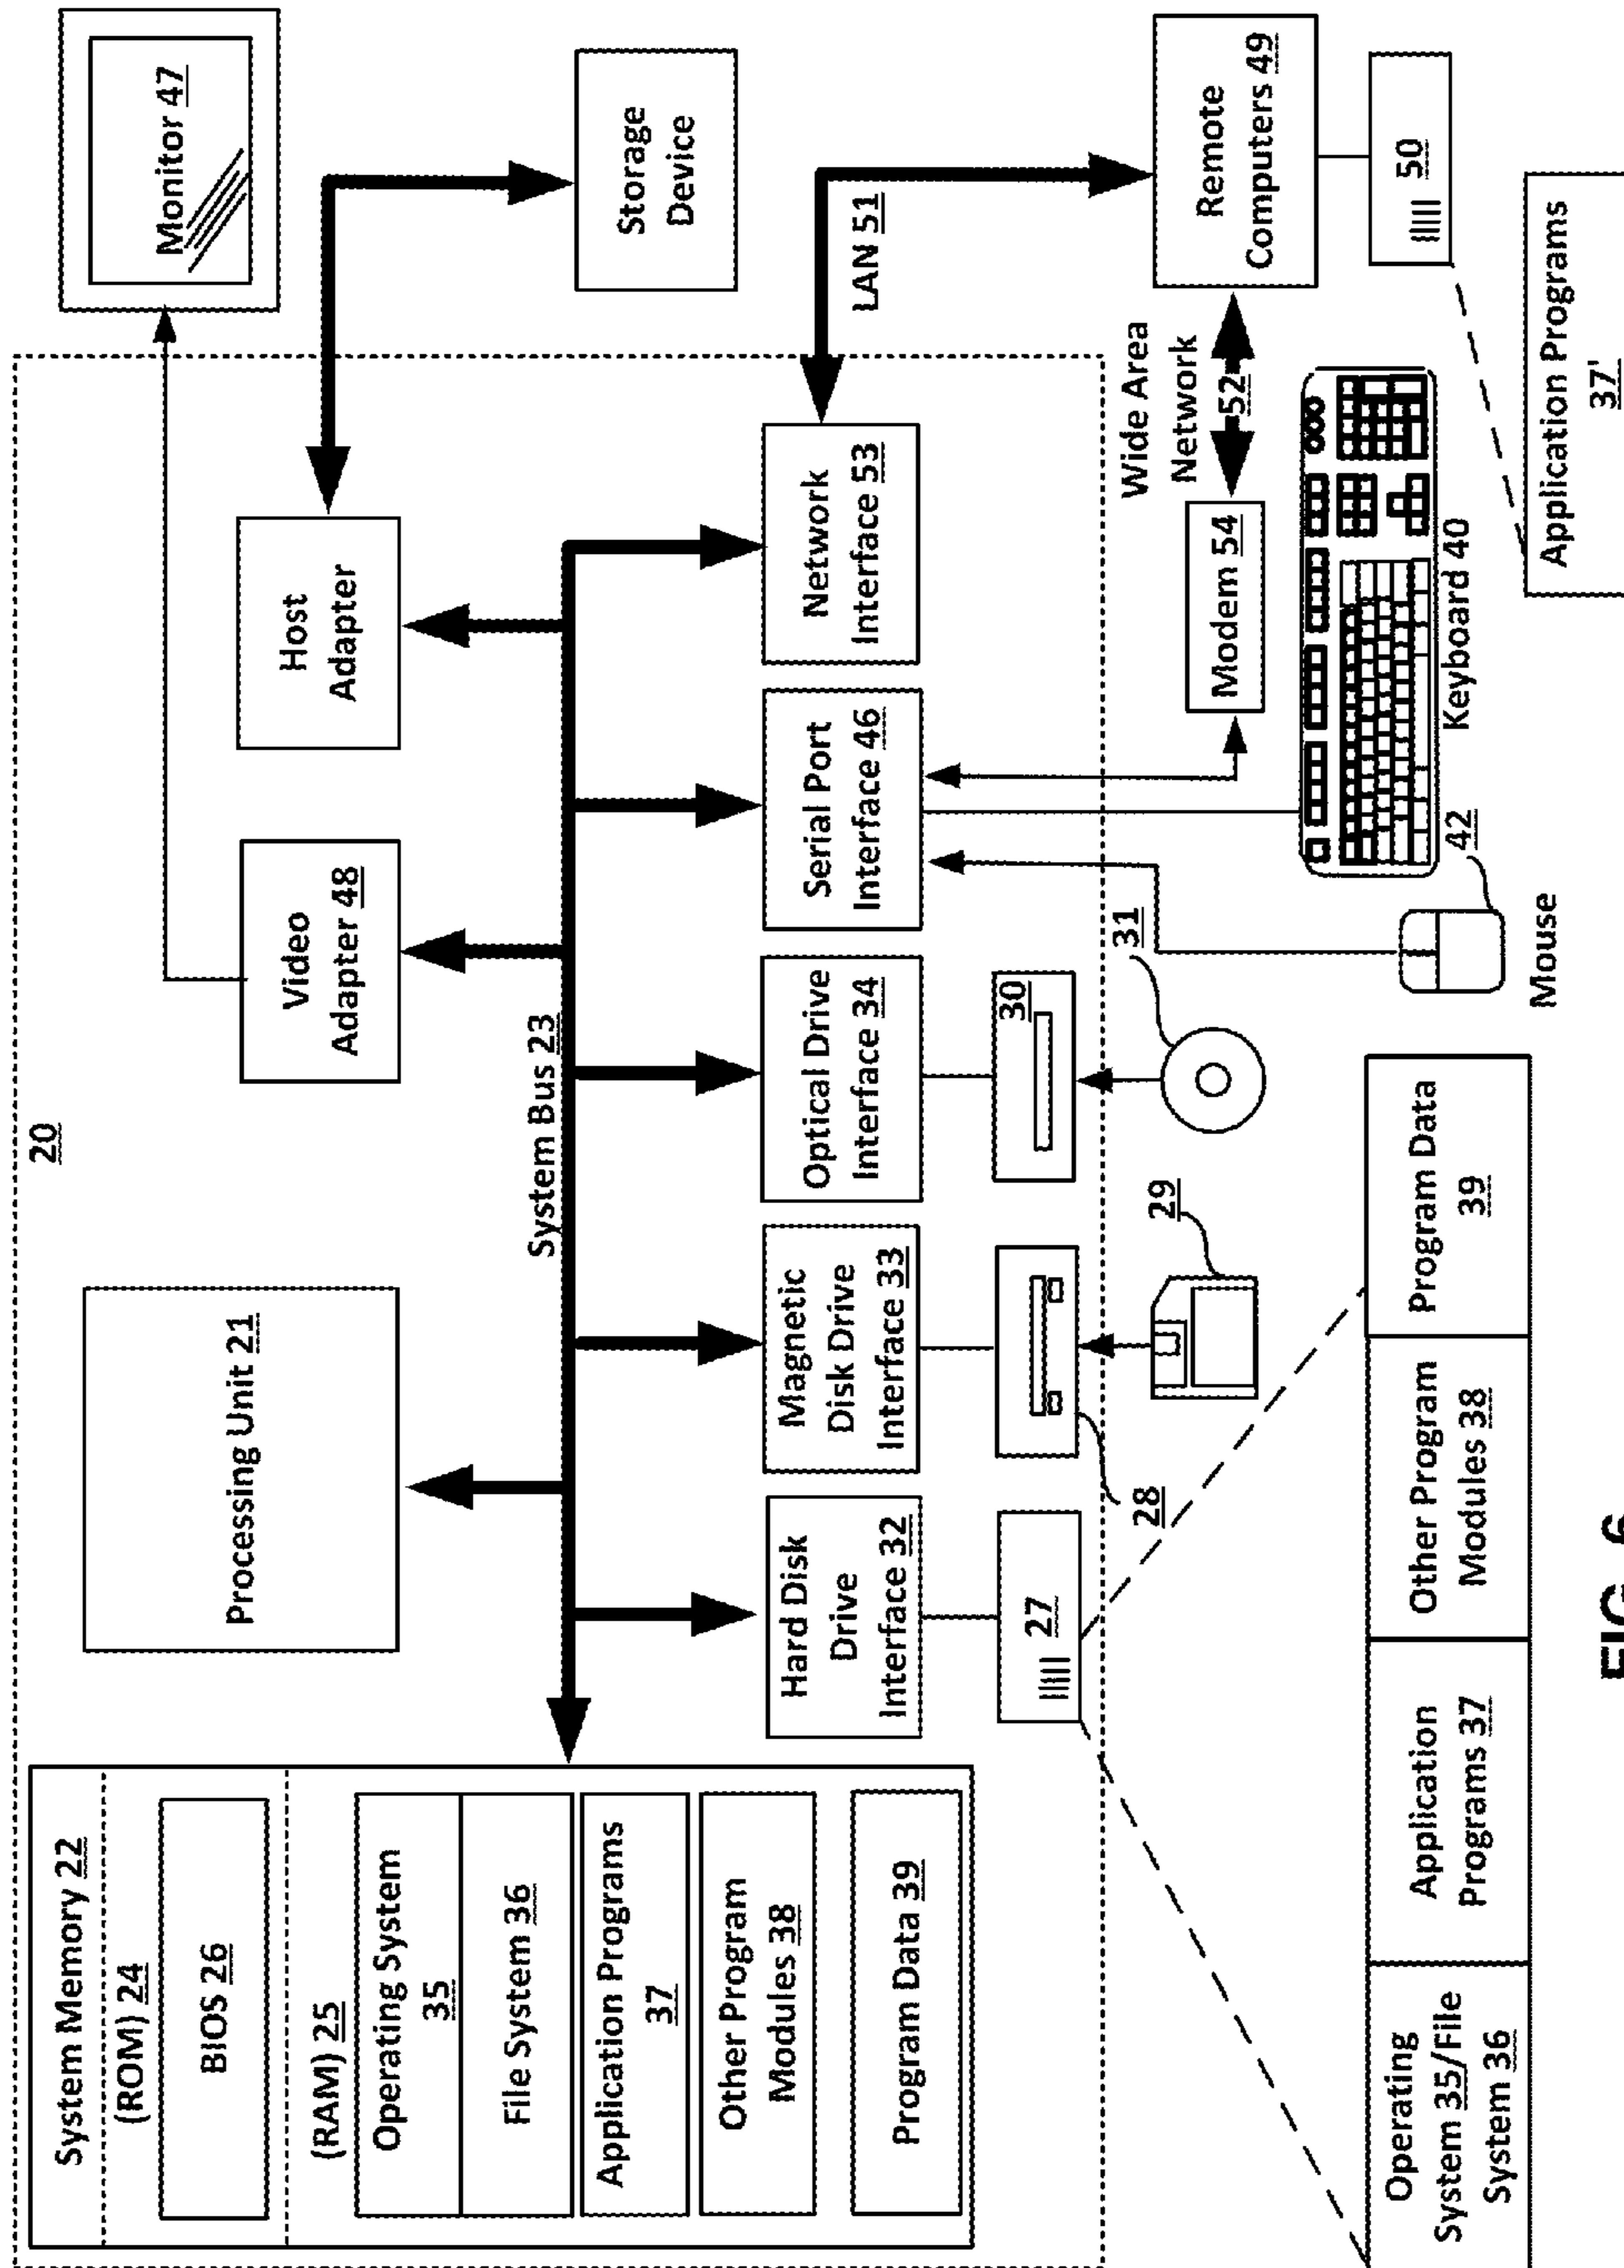 20
System Memory 22
(ROM) 24
BIOS 26
(RAM) 25
Operating System
35
File System 36
Application Programs
37
Other Program
Modules 38
Program Data 39
Processing Unit 21
Video
Adapter 48
Host
Adapter
Monitor 47
Storage
Device
System Bus 23
Hard Disk
Drive
Interface 32
Magnetic
Disk Drive
Interface 33
Optical Drive
Interface 34
Serial Port
Interface 46
Network
Interface 53
LAN 51
27
28
29
30
31
Wide Area
Network
52
Modem 54
Remote
Computers 49
50
Keyboard 40
42
Mouse
Operating
System 35/File
System 36
Application
Programs 37
Other Program
Modules 38
Program Data
39
Application Programs
37'
FIG. 6